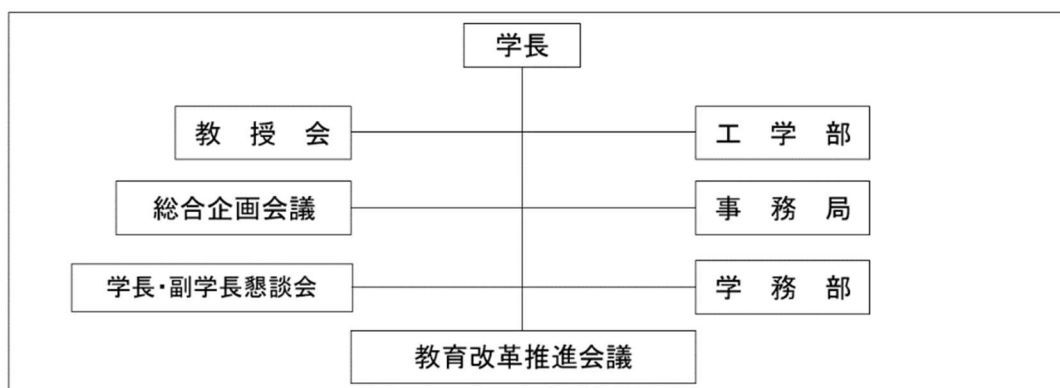 学長
教授会
工学部
総合企画会議
事務局
学長・副学長懇談会
学務部
教育改革推進会議